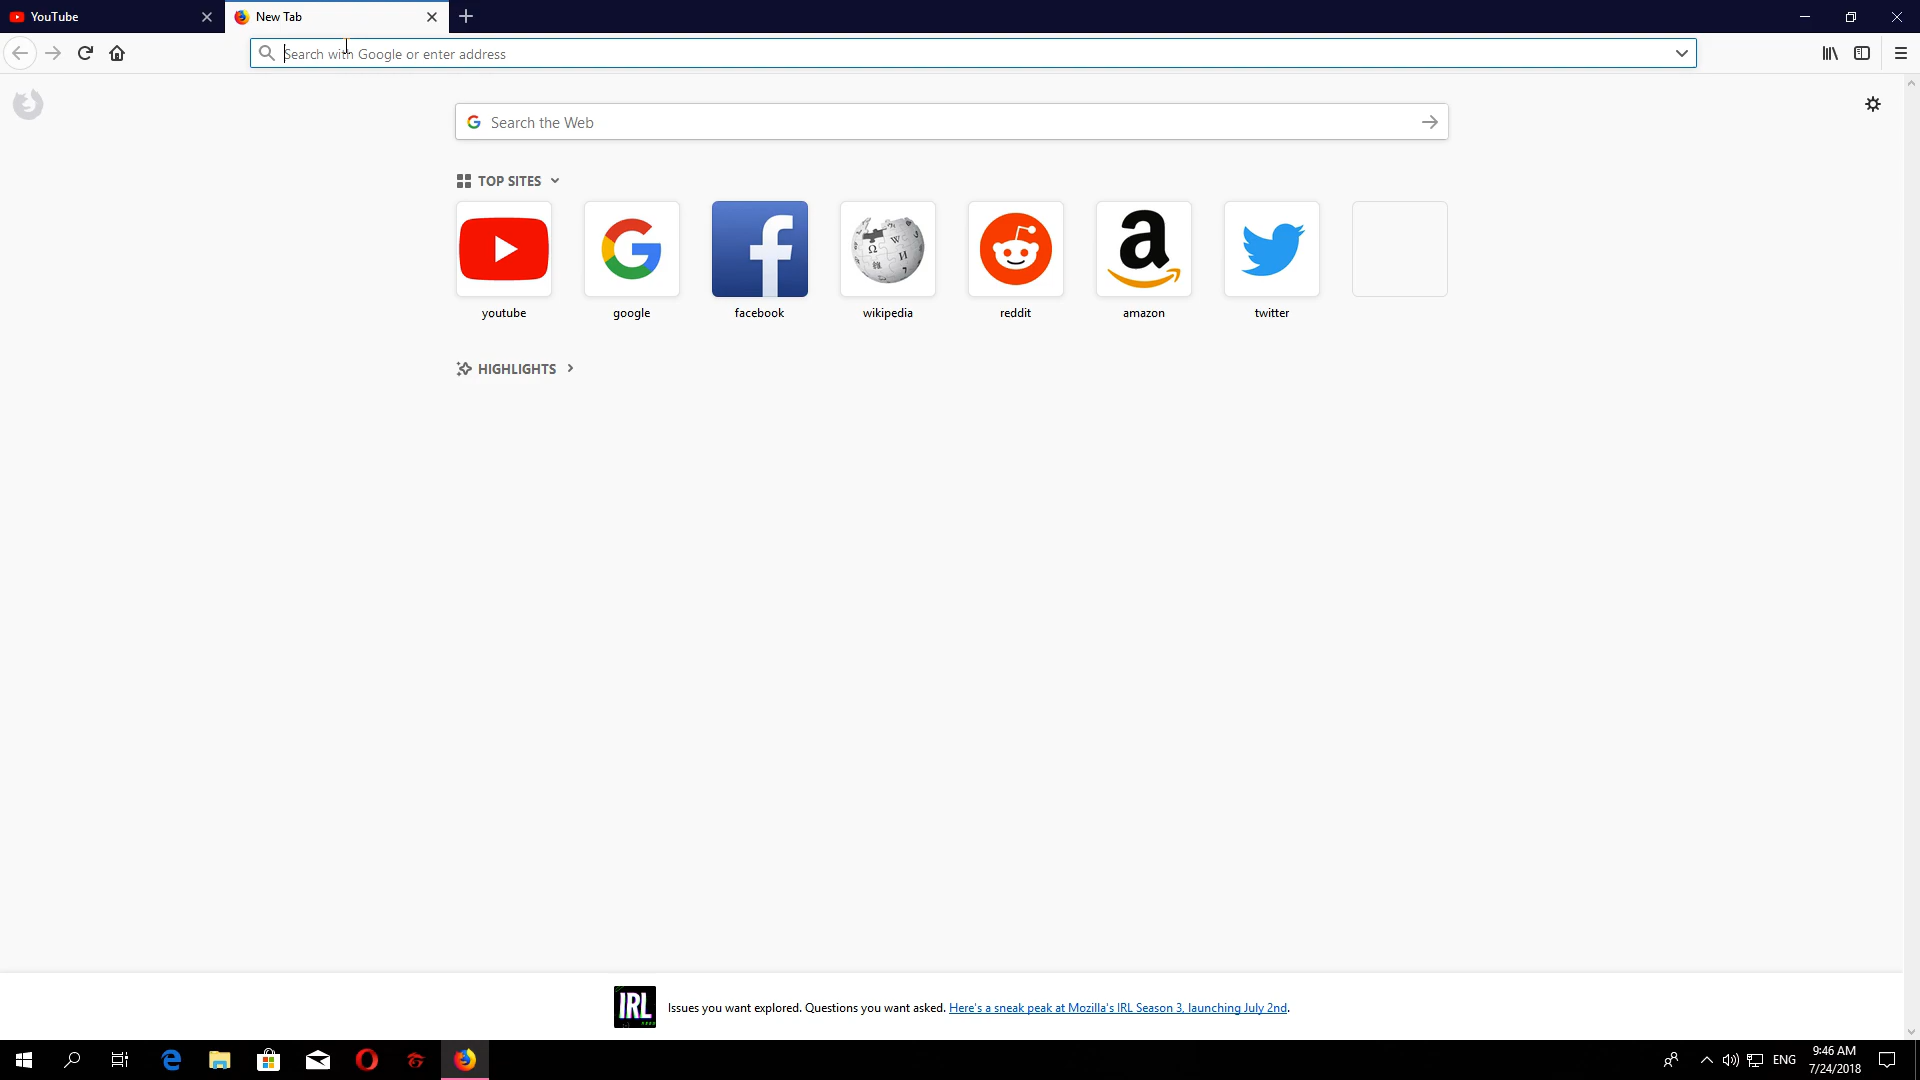 YouTube
New Tab
Search with Google or enter address
Search the Web
TOP SITES
youtube
google
facebook
wikipedia
reddit
amazon
twitter
HIGHLIGHTS
IRL
Issues you want explored. Questions you want asked. Here's a sneak peak at Mozilla's IRL Season 3, launching July 2nd.
ENG
9:46 AM
7/24/2018